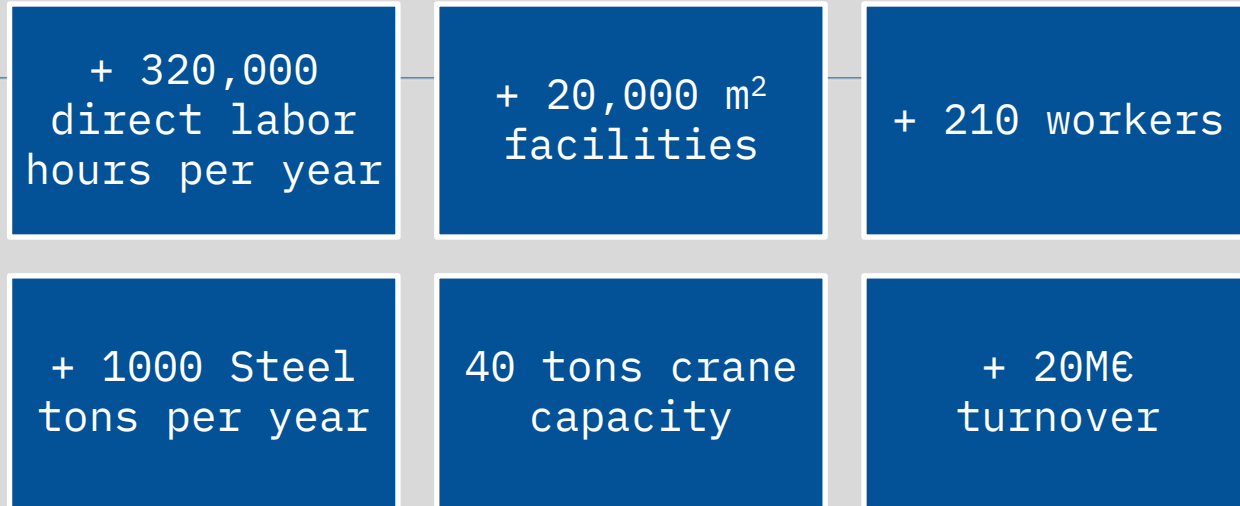 + 320,000
direct labor
hours per year
+ 20,000 m²
facilities
+ 210 workers
+ 1000 Steel
tons per year
40 tons crane
capacity
+ 20M€
turnover